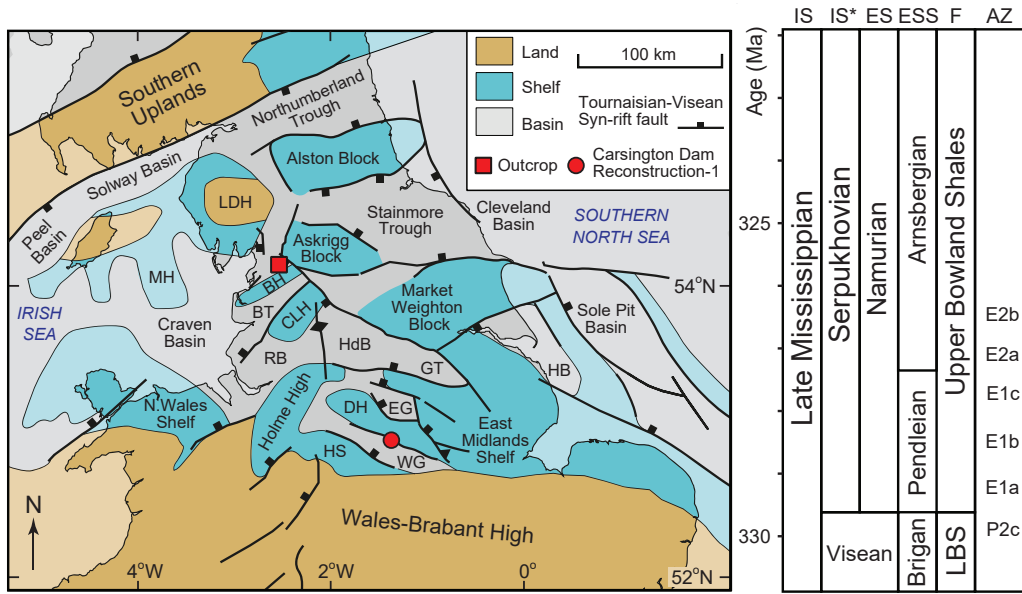 Land
Shelf
Basin
100 km
Tournaisian-Visean
Syn-rift fault
Outcrop
Carsington Dam
Reconstruction-1
Southern
Uplands
Northumberland
Trough
Solway Basin
Peel
Basin
Alston Block
LDH
Stainmore
Trough
Cleveland
Basin
SOUTHERN
NORTH SEA
Askrigg
Block
MH
BH
BT
CLH
IRISH
SEA
Craven
Basin
Market
Weighton
Block
Sole Pit
Basin
54°N
RB
HdB
GT
HB
N.Wales
Shelf
Holme High
DH
EG
East
Midlands
Shelf
HS
WG
Wales-Brabant High
N
4°W
2°W
0°
52°N
IS
IS*
ES
ESS
F
AZ
Age (Ma)
325
330
Late Mississippian
Serpukhovian
Visean
Namurian
Arnsbergian
Pendleian
Brigan
Upper Bowland Shales
LBS
E2b
E2a
E1c
E1b
E1a
P2c